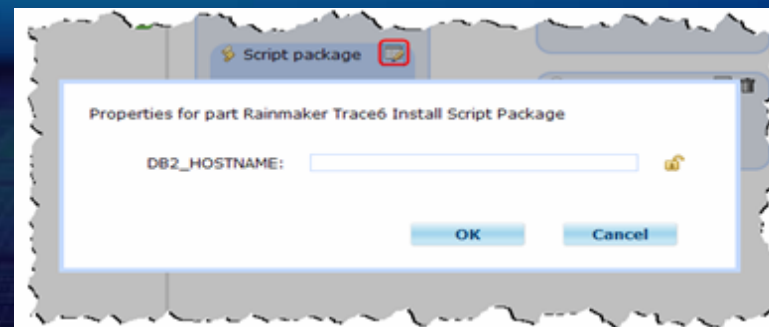 Script package
Properties for part Rainmaker Trace6 Install Script Package
DB2_HOSTNAME:
OK Cancel